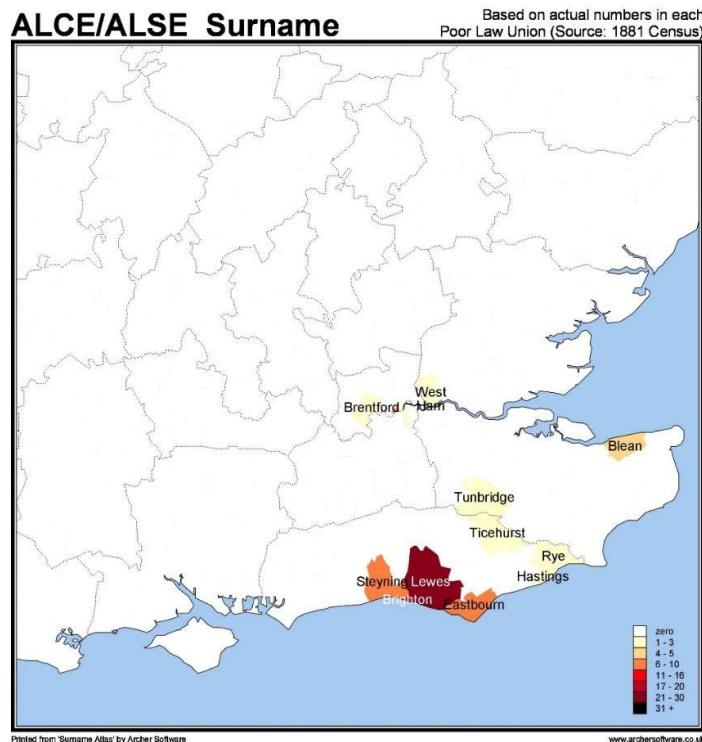 ALCE/ALSE Surname
Based on actual numbers in each
Poor Law Union (Source: 1881 Census)
West
Ham
Brentford
Blean
Tunbridge
Ticehurst
Rye
Hastings
Steyning
Lewes
Brighton
Eastbourn
zero
1 - 3
4 - 5
6 - 10
11 - 16
17 - 20
21 - 30
31 +
Printed from 'Surname Atlas' by Archer Software
www.archersoftware.co.uk